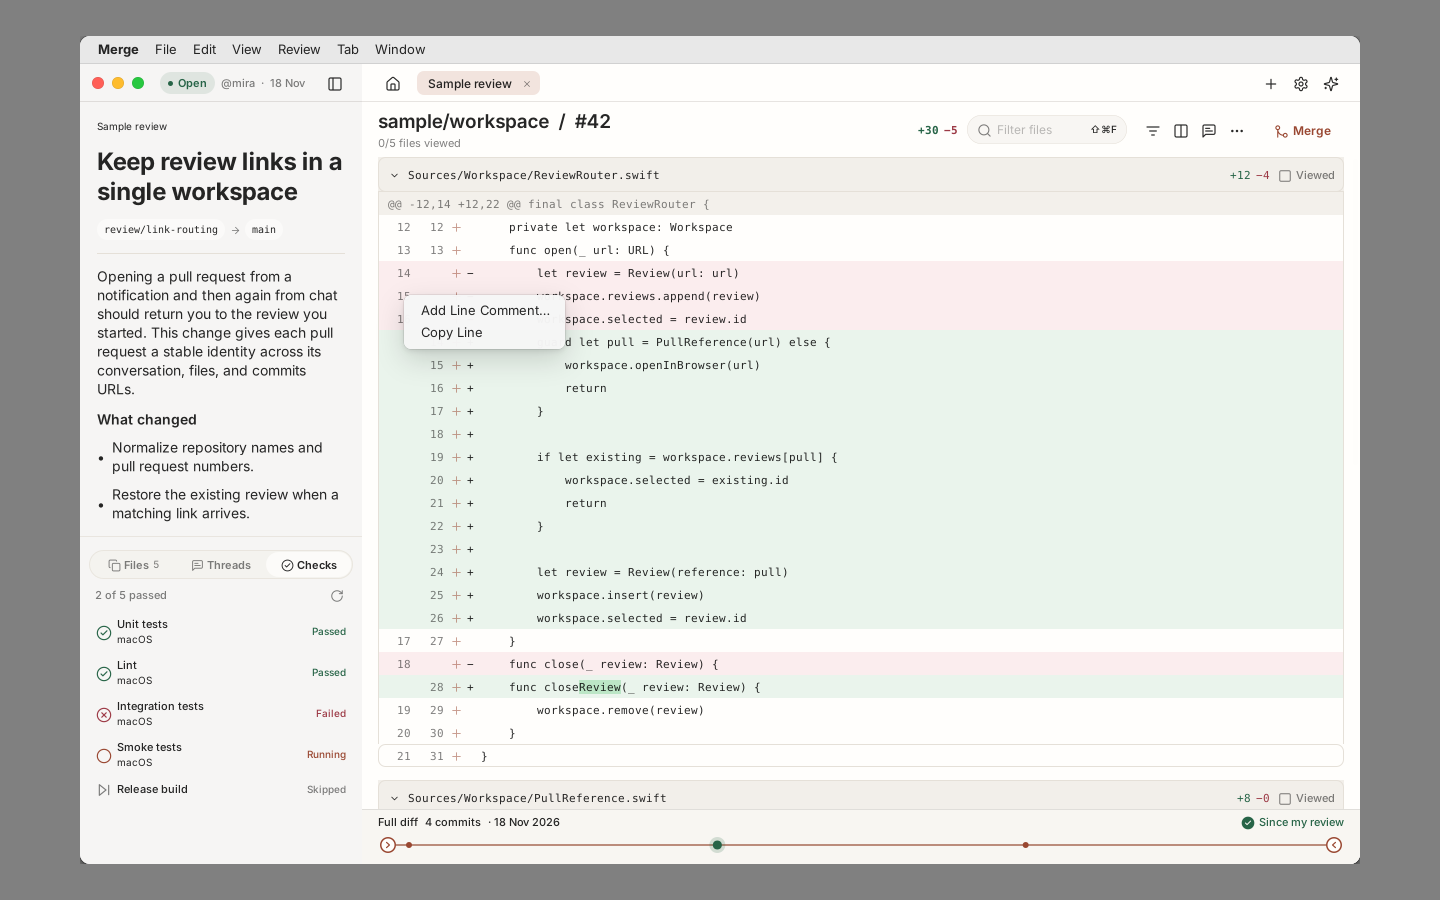 Merge File Edit View Review Tab Window
Open @mira · 18 Nov
Sample review
Sample review
Keep review links in a
single workspace
review/link-routing → main
Opening a pull request from a
notification and then again from chat
should return you to the review you
started. This change gives each pull
request a stable identity across its
conversation, files, and commits
URLs.
What changed
• Normalize repository names and
pull request numbers.
• Restore the existing review when a
matching link arrives.
Files 5 Threads Checks
2 of 5 passed
Unit tests
macOS
Passed
Lint
macOS
Passed
Integration tests
macOS
Failed
Smoke tests
macOS
Running
Release build Skipped
sample/workspace / #42
0/5 files viewed
+30 −5 Filter files ⇧⌘F Merge
Sources/Workspace/ReviewRouter.swift +12 −4 Viewed
@@ -12,14 +12,22 @@ final class ReviewRouter {
12 12 + private let workspace: Workspace
13 13 + func open(_ url: URL) {
14 + − let review = Review(url: url)
15 workspace.reviews.append(review)
Add Line Comment...
.selected = review.id
Copy Line
let pull = PullReference(url) else {
15 + + workspace.openInBrowser(url)
16 + + return
17 + + }
18 + +
19 + + if let existing = workspace.reviews[pull] {
20 + + workspace.selected = existing.id
21 + + return
22 + + }
23 + +
24 + + let review = Review(reference: pull)
25 + + workspace.insert(review)
26 + + workspace.selected = review.id
17 27 + }
18 + − func close(_ review: Review) {
28 + + func closeReview(_ review: Review) {
19 29 + workspace.remove(review)
20 30 + }
21 31 + }
Sources/Workspace/PullReference.swift +8 −0 Viewed
Full diff 4 commits · 18 Nov 2026 Since my review